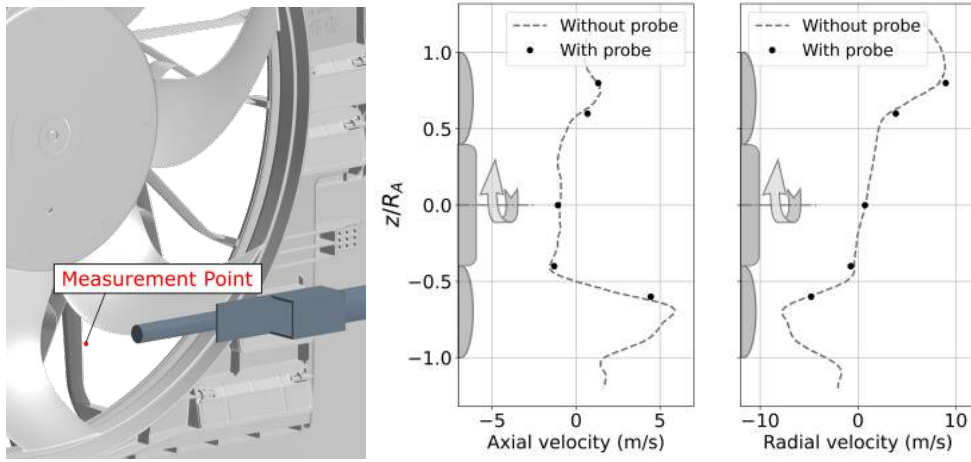 Measurement Point
Without probe
With probe
1.0
0.5
0.0
−0.5
−1.0
z/R_A
−5
0
5
Axial velocity (m/s)
Without probe
With probe
−10
0
10
Radial velocity (m/s)